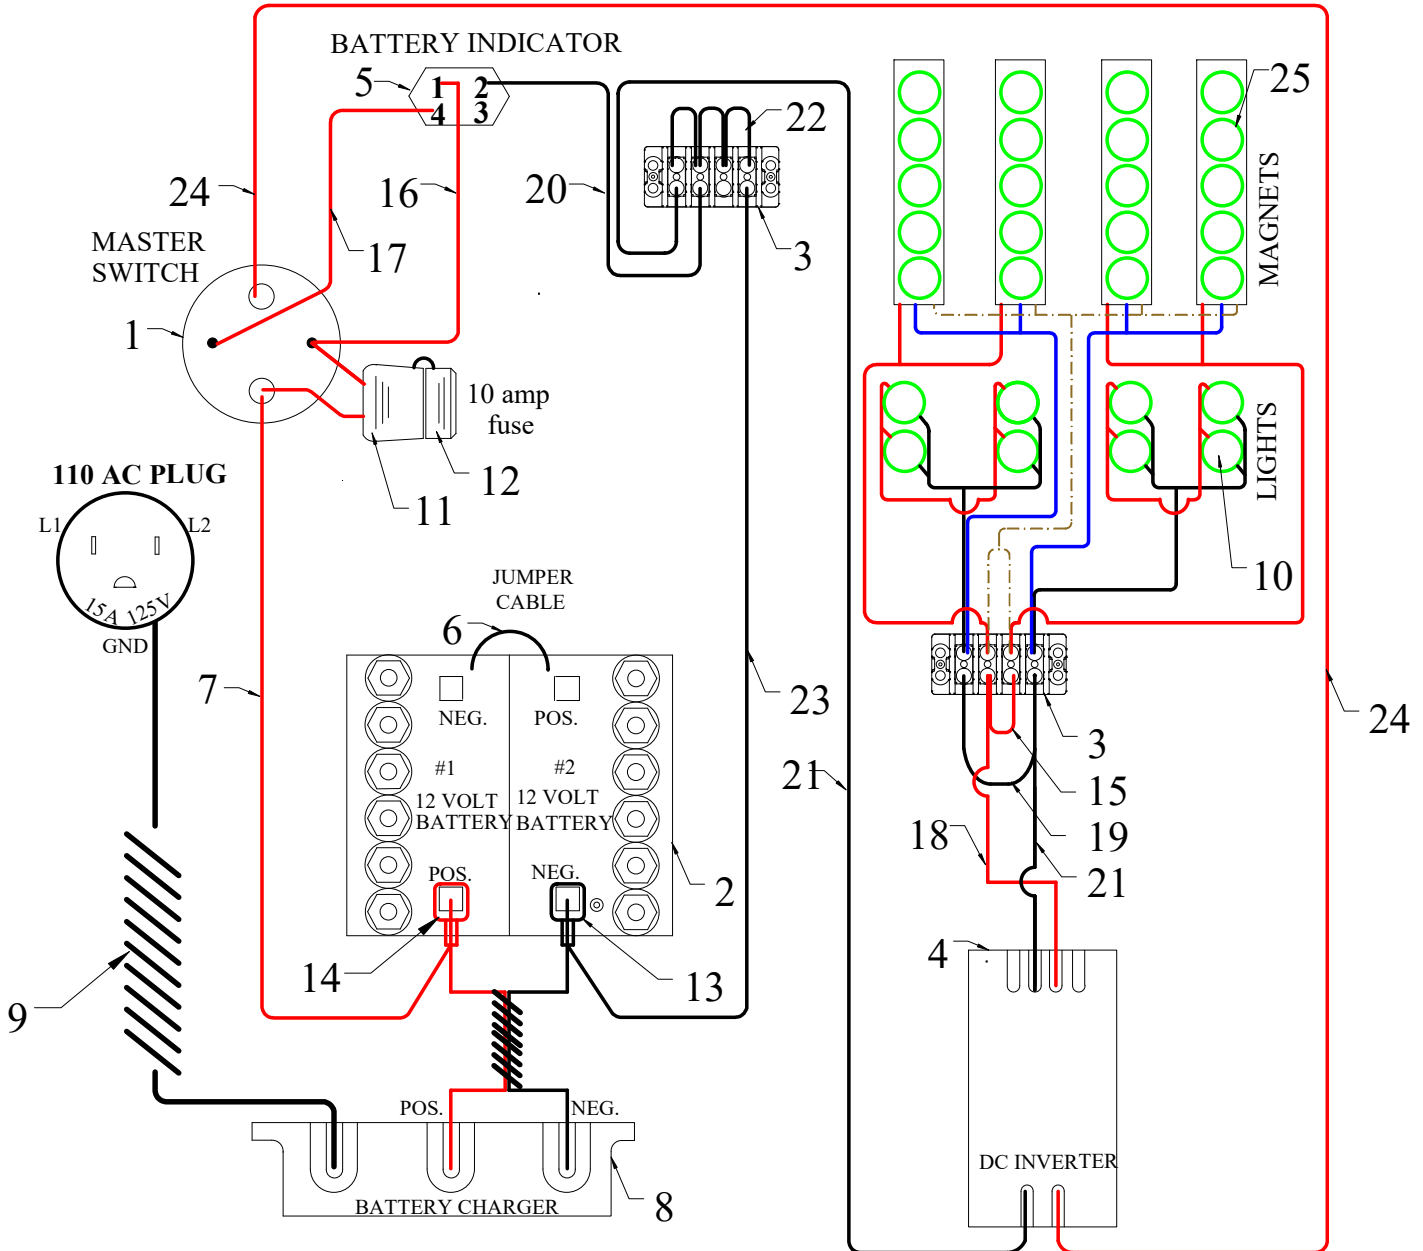 BATTERY INDICATOR
5
1 2
4 3
22
25
24
16
20
17
3
MAGNETS
MASTER
SWITCH
1
10 amp
fuse
11
12
LIGHTS
10
110 AC PLUG
L1
L2
15A 125V
GND
JUMPER
CABLE
6
7
NEG.
POS.
23
24
3
#1
#2
12 VOLT
BATTERY
12 VOLT
BATTERY
21
15
19
18
21
POS.
NEG.
2
14
13
4
9
POS.
NEG.
DC INVERTER
BATTERY CHARGER
8